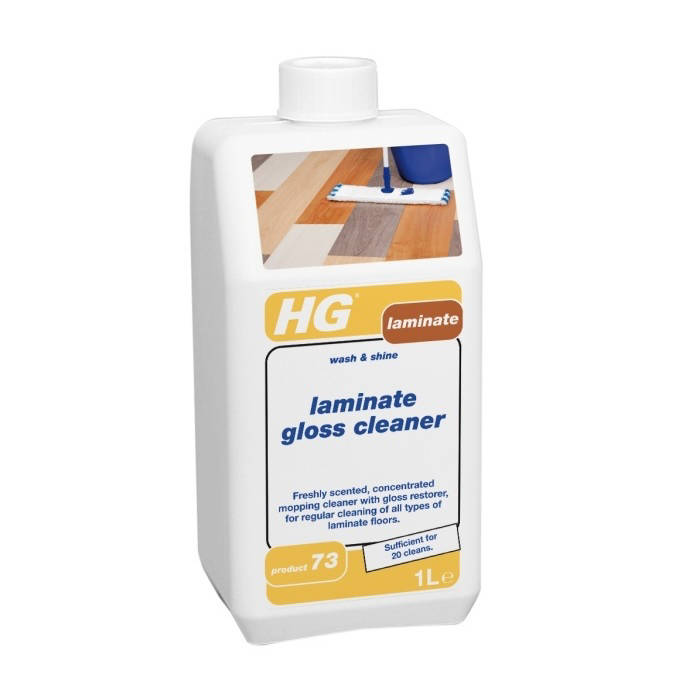 HG®
laminate
wash & shine
laminate
gloss cleaner
Freshly scented, concentrated
mopping cleaner with gloss restorer,
for regular cleaning of all types of
laminate floors.
Sufficient for
20 cleans.
product 73
1L℮